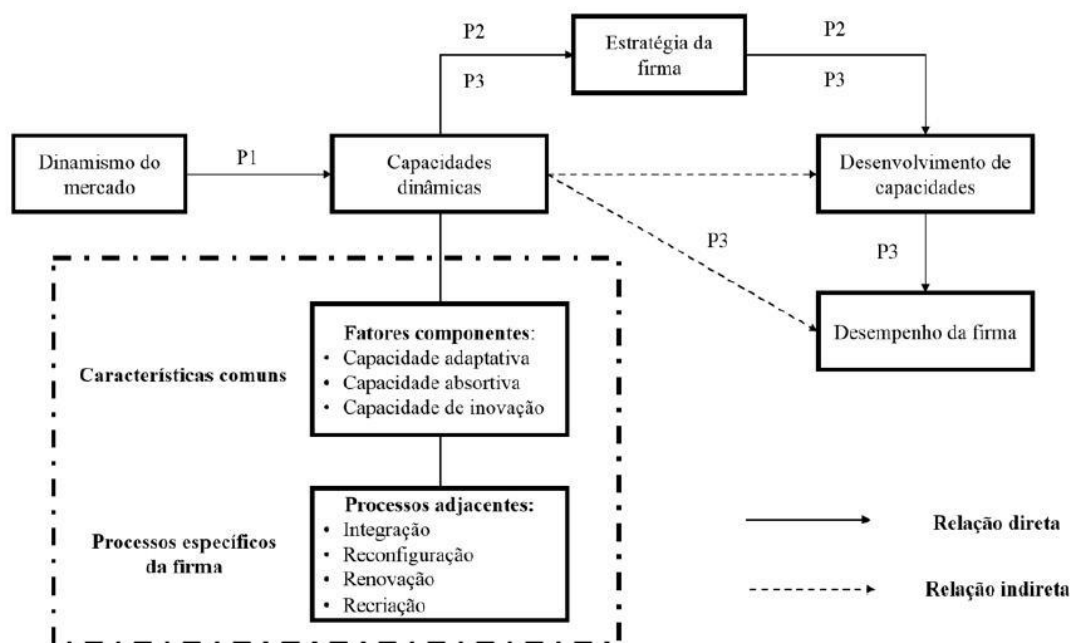 P2
P3
Estratégia da
firma
P2
P3
Dinamismo do
mercado
P1
Capacidades
dinâmicas
Desenvolvimento de
capacidades
P3
P3
Desempenho da firma
Características comuns
Fatores componentes:
• Capacidade adaptativa
• Capacidade absortiva
• Capacidade de inovação
Processos específicos
da firma
Processos adjacentes:
• Integração
• Reconfiguração
• Renovação
• Recriação
Relação direta
Relação indireta